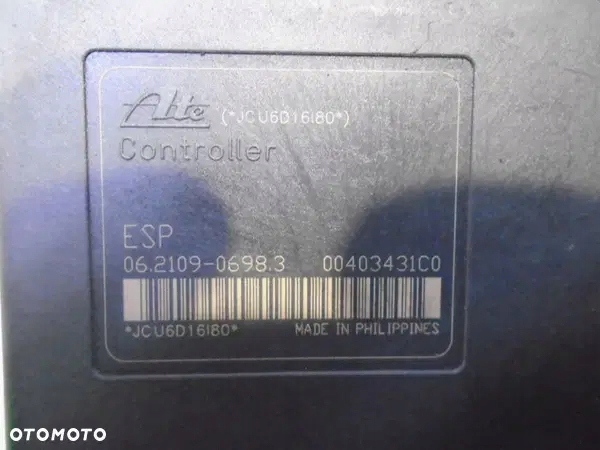 Ate (*JCU6D16I80*)
Controller
ESP
06.2109-0698.3 00403431C0
*JCU6D16I80* MADE IN PHILIPPINES
OTOMOTO